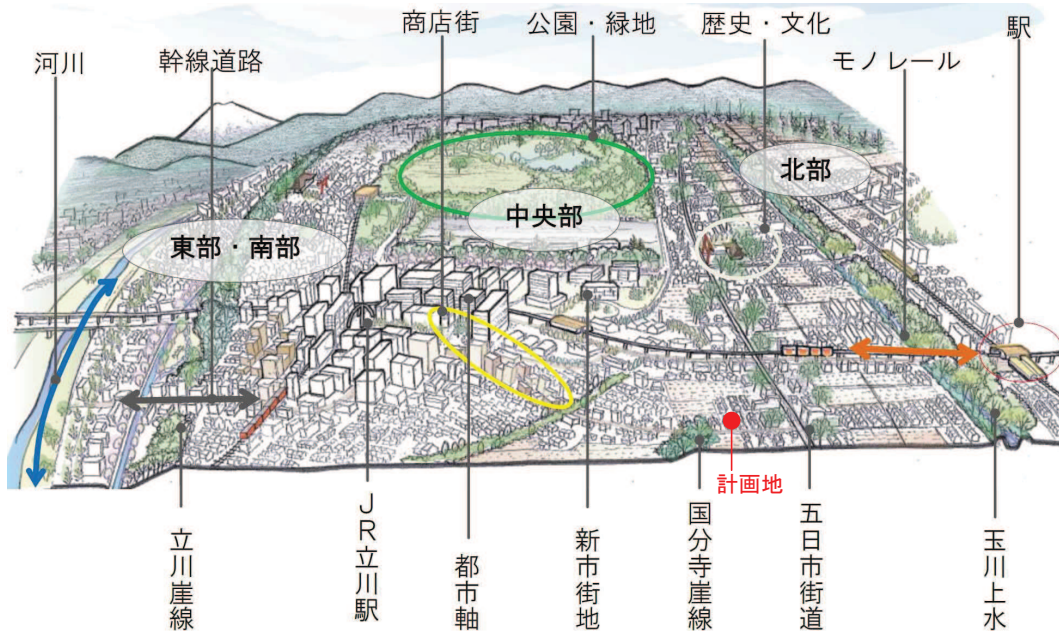 河川
幹線道路
商店街
公園・緑地
歴史・文化
モノレール
駅
北部
中央部
東部・南部
計画地
立川崖線
JR立川駅
都市軸
新市街地
国分寺崖線
五日市街道
玉川上水